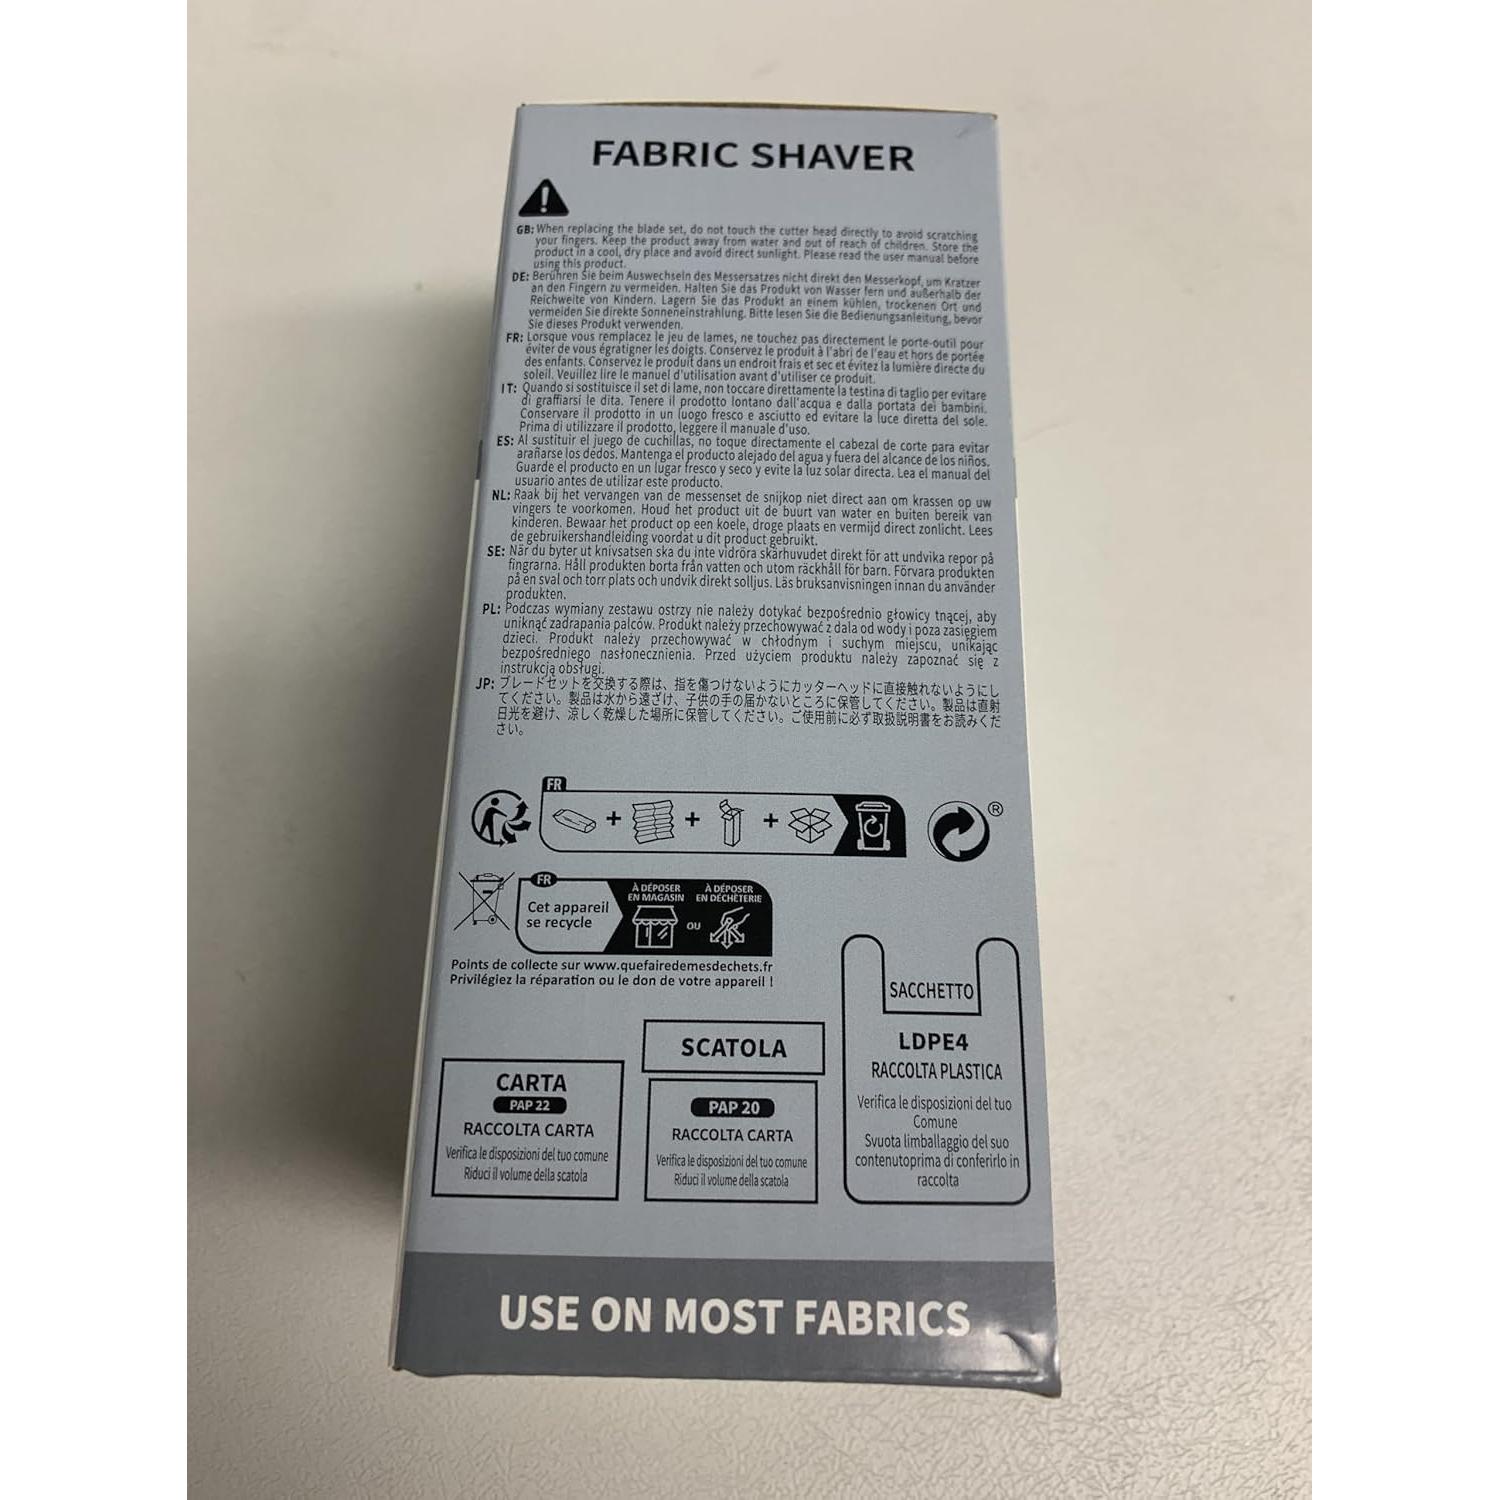 FABRIC SHAVER
GB: When replacing the blade set, do not touch the cutter head directly to avoid scratching
your fingers. Keep the product away from water and out of reach of children. Store the
product in a cool, dry place and avoid direct sunlight. Please read the user manual before
using this product.
DE: Berühren Sie beim Auswechseln des Messersatzes nicht direkt den Messerkopf, um Kratzer
an den Fingern zu vermeiden. Halten Sie das Produkt von Wasser fern und außerhalb der
Reichweite von Kindern. Lagern Sie das Produkt an einem kühlen, trockenen Ort und
vermeiden Sie direkte Sonneneinstrahlung. Bitte lesen Sie die Bedienungsanleitung, bevor
Sie dieses Produkt verwenden.
FR: Lorsque vous remplacez le jeu de lames, ne touchez pas directement le porte-outil pour
éviter de vous égratigner les doigts. Conservez le produit à l'abri de l'eau et hors de portée
des enfants. Conservez le produit dans un endroit frais et sec et évitez la lumière directe du
soleil. Veuillez lire le manuel d'utilisation avant d'utiliser ce produit.
IT: Quando si sostituisce il set di lame, non toccare direttamente la testina di taglio per evitare
di graffiarsi le dita. Tenere il prodotto lontano dall'acqua e dalla portata dei bambini.
Conservare il prodotto in un luogo fresco e asciutto ed evitare la luce diretta del sole.
Prima di utilizzare il prodotto, leggere il manuale d'uso.
ES: Al sustituir el juego de cuchillas, no toque directamente el cabezal de corte para evitar
arañarse los dedos. Mantenga el producto alejado del agua y fuera del alcance de los niños.
Guarde el producto en un lugar fresco y seco y evite la luz solar directa. Lea el manual del
usuario antes de utilizar este producto.
NL: Raak bij het vervangen van de messenset de snijkop niet direct aan om krassen op uw
vingers te voorkomen. Houd het product uit de buurt van water en buiten bereik van
kinderen. Bewaar het product op een koele, droge plaats en vermijd direct zonlicht. Lees
de gebruikershandleiding voordat u dit product gebruikt.
SE: När du byter ut knivsatsen ska du inte vidröra skärhuvudet direkt för att undvika repor på
fingrarna. Håll produkten borta från vatten och utom räckhåll för barn. Förvara produkten
på en sval och torr plats och undvik direkt solljus. Läs bruksanvisningen innan du använder
produkten.
PL: Podczas wymiany zestawu ostrzy nie należy dotykać bezpośrednio głowicy tnącej, aby
uniknąć zadrapania palców. Produkt należy przechowywać z dala od wody i poza zasięgiem
dzieci. Produkt należy przechowywać w chłodnym i suchym miejscu, unikając
bezpośredniego nasłonecznienia. Przed użyciem produktu należy zapoznać się z
instrukcją obsługi.
JP: ブレードセットを交換する際は、指を傷つけないようにカッターヘッドに直接触れないようにし
てください。製品は水から遠ざけ、子供の手の届かないところに保管してください。製品は直射
日光を避け、涼しく乾燥した場所に保管してください。ご使用前に必ず取扱説明書をお読みくだ
さい。
FR
+ + +
®
FR
Cet appareil
se recycle
À DÉPOSER
EN MAGASIN
OU
À DÉPOSER
EN DÉCHÈTERIE
Points de collecte sur www.quefairedemesdechets.fr
Privilégiez la réparation ou le don de votre appareil !
CARTA
PAP 22
RACCOLTA CARTA
Verifica le disposizioni del tuo comune
Riduci il volume della scatola
SCATOLA
PAP 20
RACCOLTA CARTA
Verifica le disposizioni del tuo comune
Riduci il volume della scatola
SACCHETTO
LDPE4
RACCOLTA PLASTICA
Verifica le disposizioni del tuo
Comune
Svuota limballaggio del suo
contenutoprima di conferirlo in
raccolta
USE ON MOST FABRICS